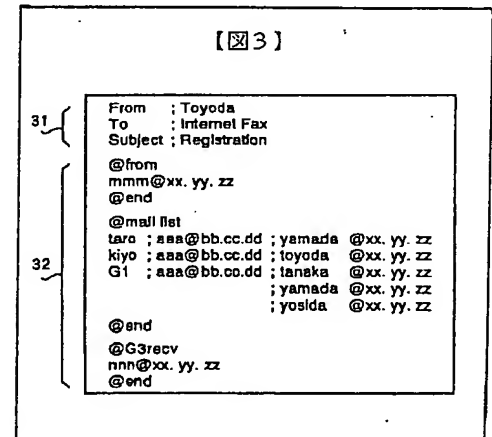 【図3】
31
From ; Toyoda
To ; Internet Fax
Subject ; Registration
32
@from
mmm@xx. yy. zz
@end
@mail list
taro ; aaa@bb.cc.dd ; yamada @xx. yy. zz
kiyo ; aaa@bb.cc.dd ; toyoda @xx. yy. zz
G1 ; aaa@bb.cc.dd ; tanaka @xx. yy. zz
; yamada @xx. yy. zz
; yosida @xx. yy. zz
@end
@G3recv
nnn@xx. yy. zz
@end